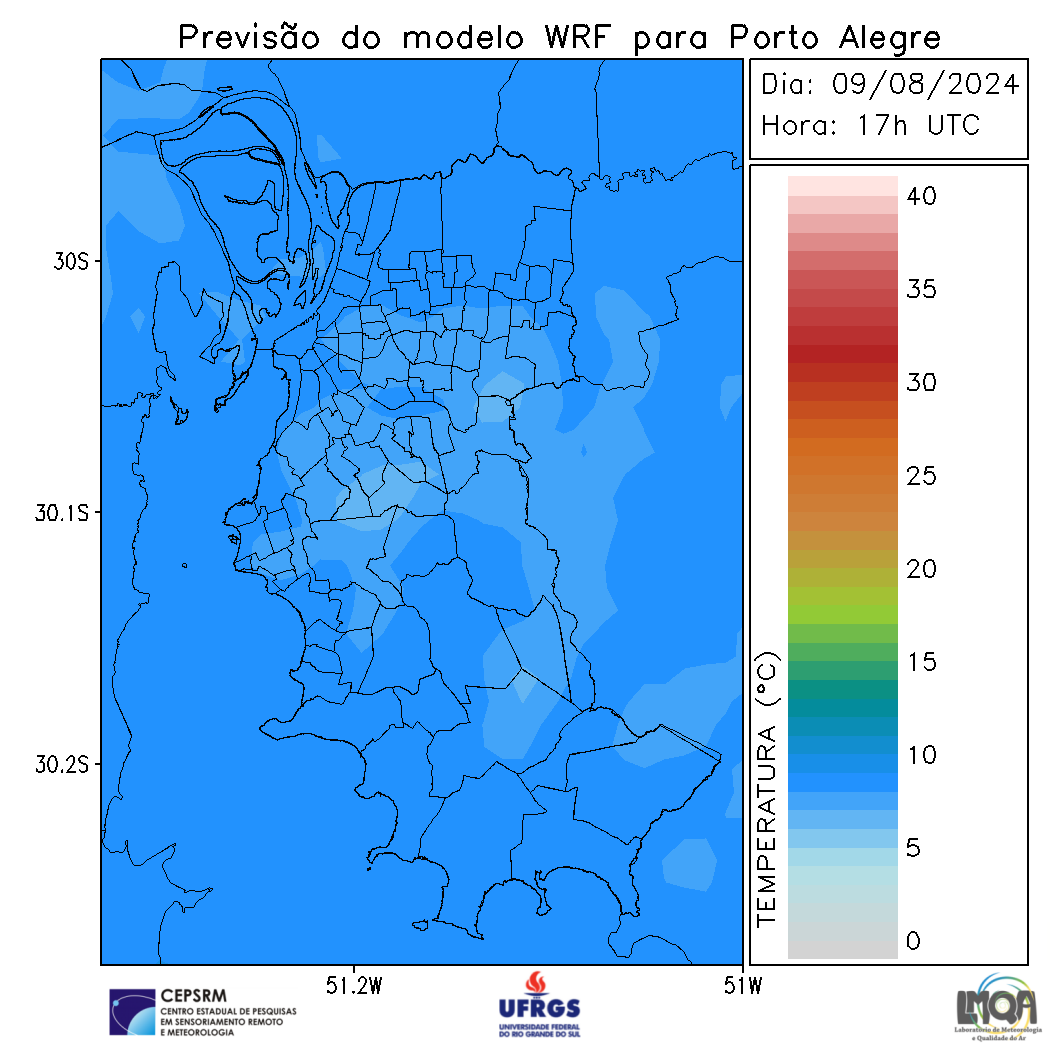 Previsão do modelo WRF para Porto Alegre
Dia: 09/08/2024
Hora: 17h UTC
40
35
30
25
20
15
10
5
0
TEMPERATURA (°C)
30S
30.1S
30.2S
51.2W
51W
CEPSRM
CENTRO ESTADUAL DE PESQUISAS
EM SENSORIAMENTO REMOTO
E METEOROLOGIA
UFRGS
UNIVERSIDADE FEDERAL
DO RIO GRANDE DO SUL
LMQA
Laboratório de Meteorologia
e Qualidade do Ar